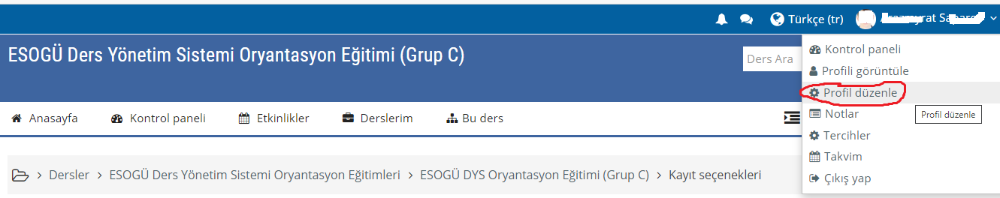 Türkçe (tr)
ESOGÜ Ders Yönetim Sistemi Oryantasyon Eğitimi (Grup C)
Ders Ara
Kontrol paneli
Profili görüntüle
Profil düzenle
Notlar
Tercihler
Takvim
Çıkış yap
Profil düzenle
Anasayfa Kontrol paneli Etkinlikler Derslerim Bu ders
Dersler > ESOGÜ Ders Yönetim Sistemi Oryantasyon Eğitimleri > ESOGÜ DYS Oryantasyon Eğitimi (Grup C) > Kayıt seçenekleri